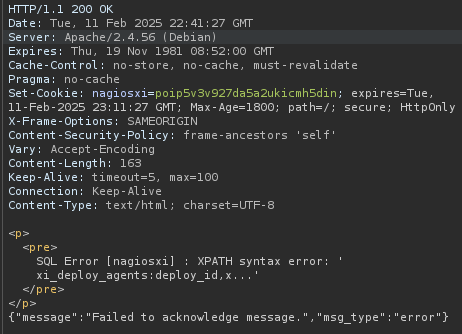 HTTP/1.1 200 OK
Date: Tue, 11 Feb 2025 22:41:27 GMT
Server: Apache/2.4.56 (Debian)
Expires: Thu, 19 Nov 1981 08:52:00 GMT
Cache-Control: no-store, no-cache, must-revalidate
Pragma: no-cache
Set-Cookie: nagiosxi=poip5v3v927da5a2ukicmh5din; expires=Tue,
11-Feb-2025 23:11:27 GMT; Max-Age=1800; path=/; secure; HttpOnly
X-Frame-Options: SAMEORIGIN
Content-Security-Policy: frame-ancestors 'self'
Vary: Accept-Encoding
Content-Length: 163
Keep-Alive: timeout=5, max=100
Connection: Keep-Alive
Content-Type: text/html; charset=UTF-8
<p>
<pre>
SQL Error [nagiosxi] : XPATH syntax error: '
xi_deploy_agents:deploy_id,x...'
</pre>
</p>
{"message":"Failed to acknowledge message.","msg_type":"error"}